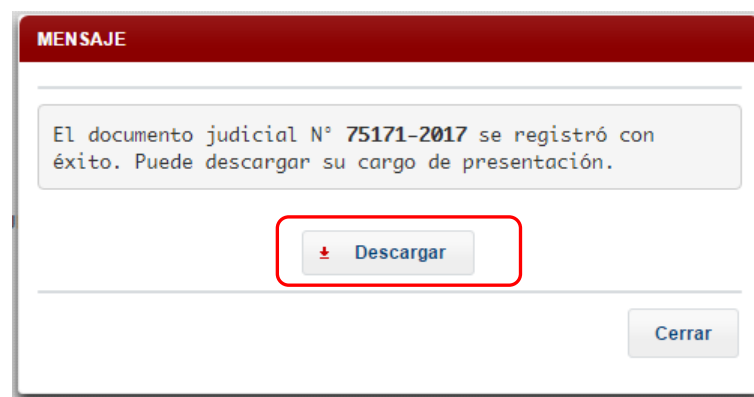 MENSAJE
El documento judicial N° 75171-2017 se registró con
éxito. Puede descargar su cargo de presentación.
Descargar
Cerrar